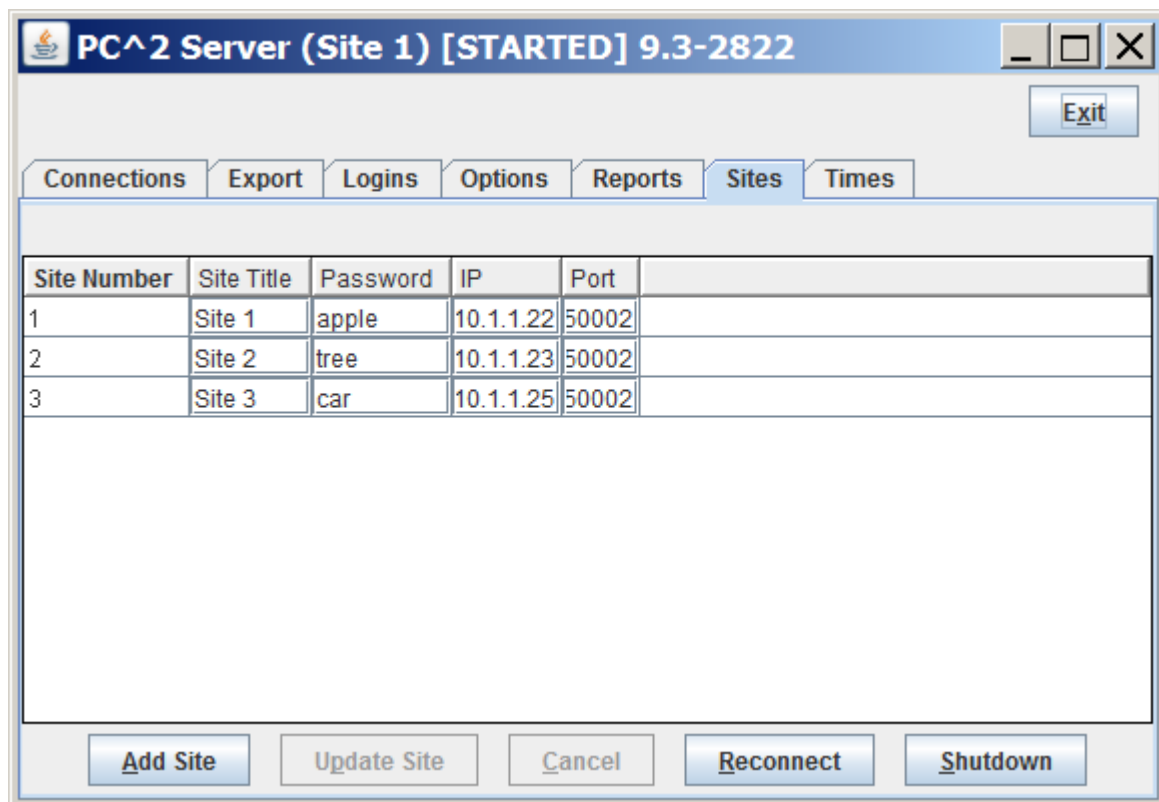 PC^2 Server (Site 1) [STARTED] 9.3-2822
Exit
Connections Export Logins Options Reports Sites Times
Site Number Site Title Password IP Port
1 Site 1 apple 10.1.1.22 50002
2 Site 2 tree 10.1.1.23 50002
3 Site 3 car 10.1.1.25 50002
Add Site Update Site Cancel Reconnect Shutdown